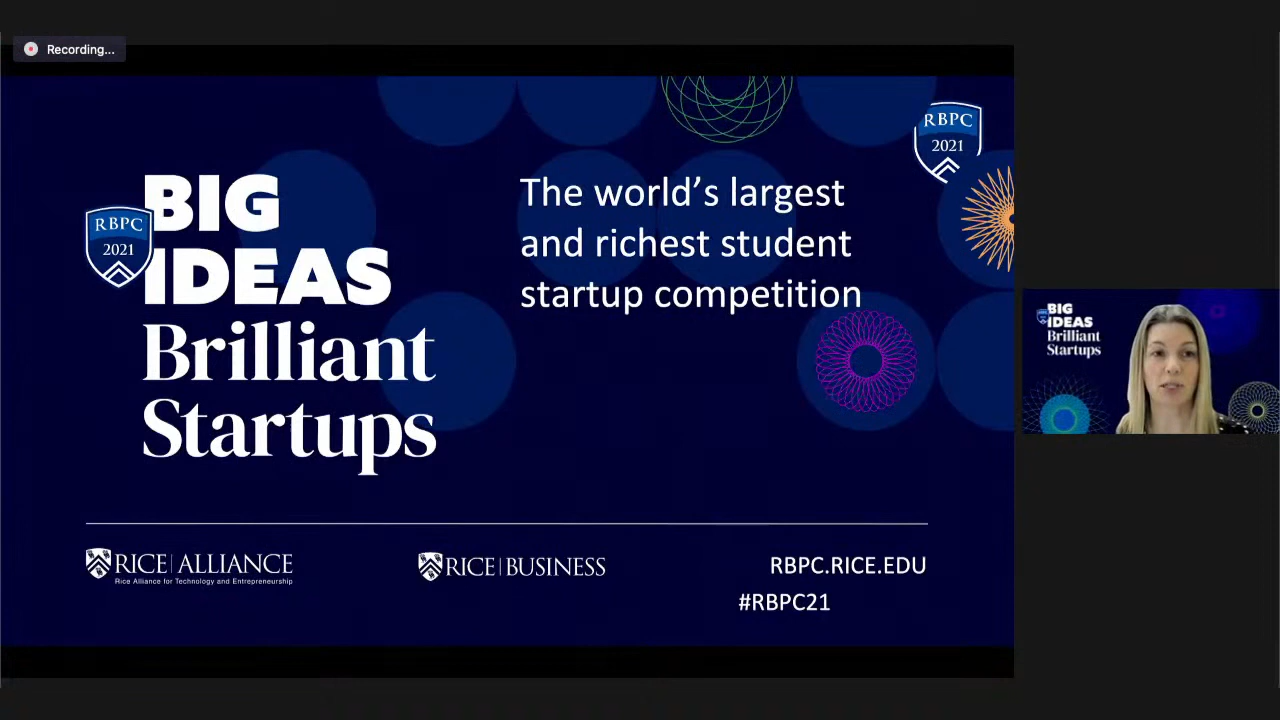 Recording...
RBPC
2021
BIG
IDEAS
Brilliant
Startups
RBPC
2021
The world's largest
and richest student
startup competition
RICE | ALLIANCE
Rice Alliance for Technology and Entrepreneurship
RICE | BUSINESS
RBPC.RICE.EDU
#RBPC21
BIG
IDEAS
Brilliant
Startups